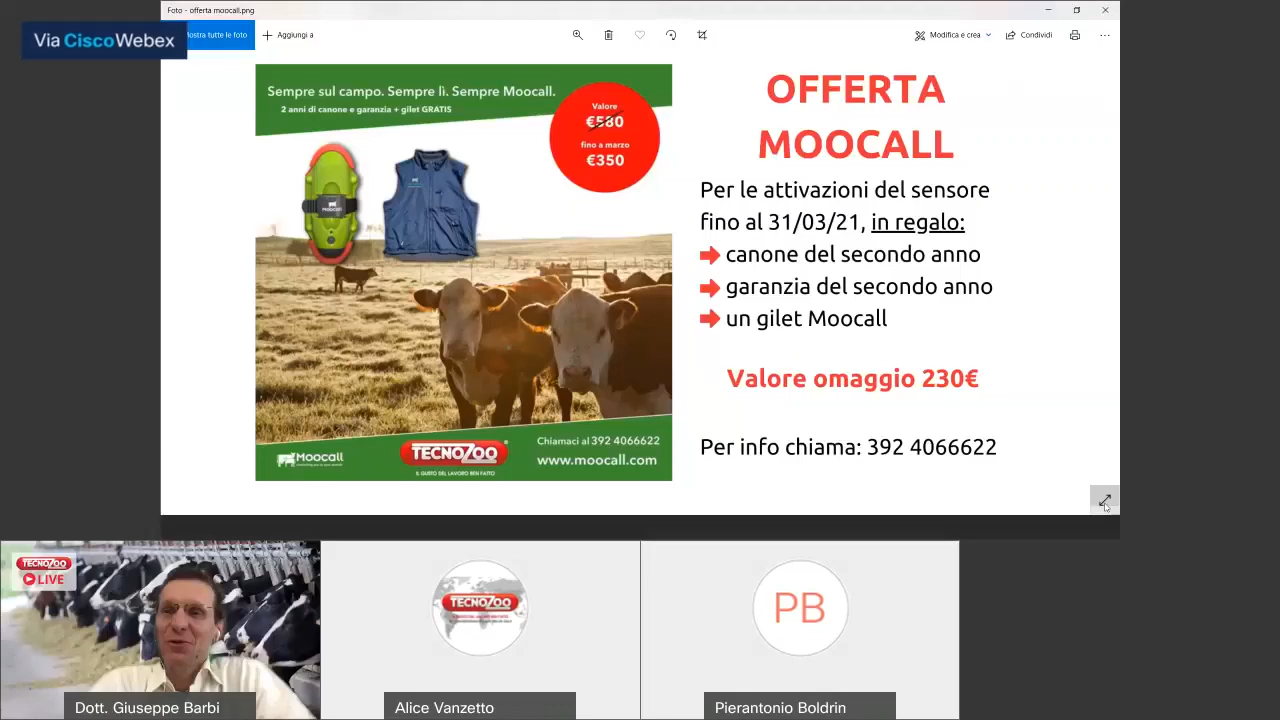 Foto - offerta moocall.png
Via CiscoWebex
ostra tutte le foto
Aggiungi a
Modifica e crea
Condividi
Sempre sul campo. Sempre lì. Sempre Moocall.
2 anni di canone e garanzia + gilet GRATIS
Valore
€580
fino a marzo
€350
Moocall
Chiamaci al 392 4066622
www.moocall.com
Moocall
TECNOZOO
IL GUSTO DEL LAVORO BEN FATTO
OFFERTA
MOOCALL
Per le attivazioni del sensore
fino al 31/03/21, in regalo:
canone del secondo anno
garanzia del secondo anno
un gilet Moocall
Valore omaggio 230€
Per info chiama: 392 4066622
TECNOZOO
LIVE
Dott. Giuseppe Barbi
TECNOZOO
Alice Vanzetto
PB
Pierantonio Boldrin